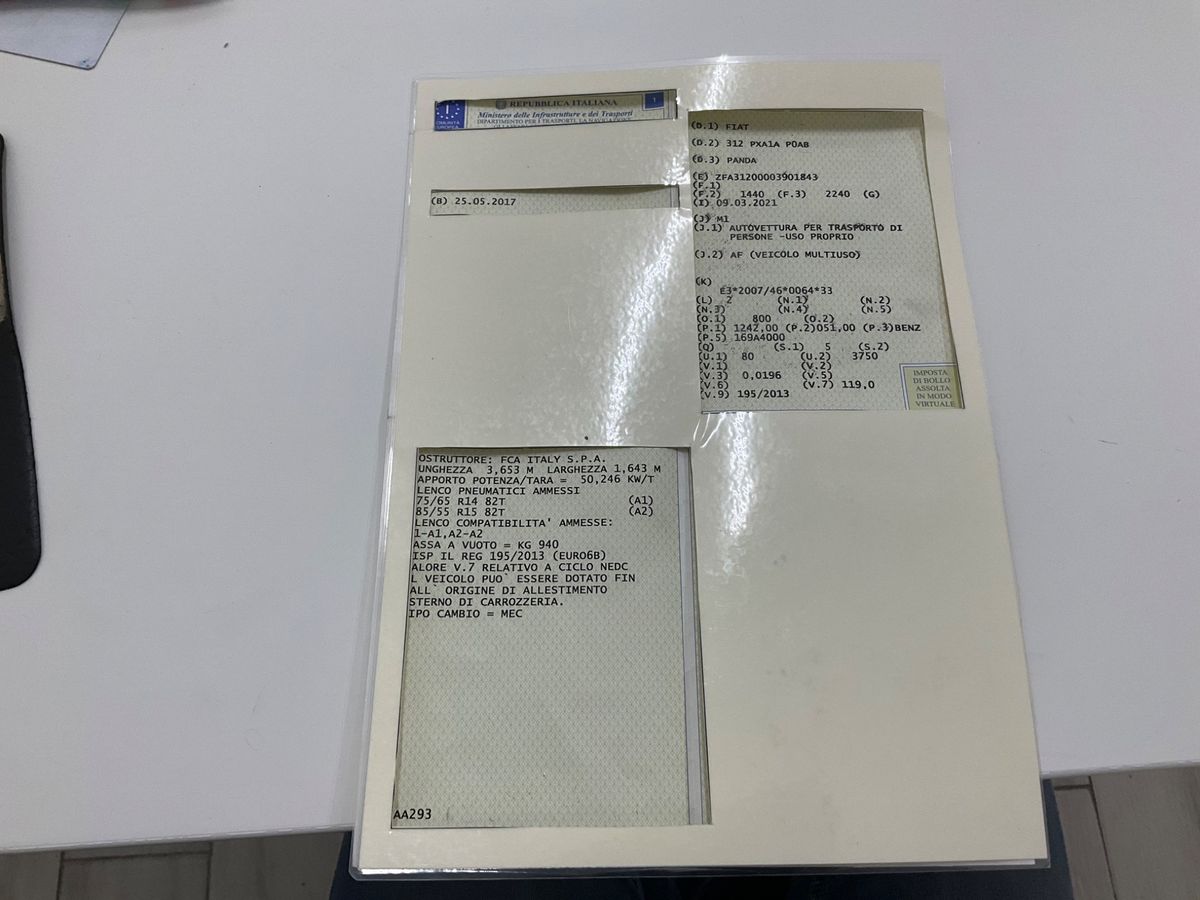 REPUBBLICA ITALIANA
1
COMUNITÀ
EUROPEA
Ministero delle Infrastrutture e dei Trasporti
DIPARTIMENTO PER I TRASPORTI, LA NAVIGAZIONE
(B) 25.05.2017
(D.1) FIAT
(D.2) 312 PXA1A P0AB
(D.3) PANDA
(E) ZFA31200003901843
(F.1)
(F.2) 1440 (F.3) 2240 (G)
(I) 09.03.2021
(J) M1
(J.1) AUTOVETTURA PER TRASPORTO DI
PERSONE -USO PROPRIO
(J.2) AF (VEICOLO MULTIUSO)
(K)
E3*2007/46*0064*33
(L) 2 (N.1) (N.2)
(N.3) (N.4) (N.5)
(O.1) 800 (O.2)
(P.1) 1242,00 (P.2)051,00 (P.3)BENZ
(P.5) 169A4000
(Q) (S.1) 5 (S.2)
(U.1) 80 (U.2) 3750
(V.1) (V.2)
(V.3) 0,0196 (V.5)
(V.6) (V.7) 119,0
(V.9) 195/2013
IMPOSTA
DI BOLLO
ASSOLTA
IN MODO
VIRTUALE
OSTRUTTORE: FCA ITALY S.P.A.
UNGHEZZA 3,653 M LARGHEZZA 1,643 M
APPORTO POTENZA/TARA = 50,246 KW/T
LENCO PNEUMATICI AMMESSI
75/65 R14 82T (A1)
85/55 R15 82T (A2)
LENCO COMPATIBILITA' AMMESSE:
1-A1,A2-A2
ASSA A VUOTO = KG 940
ISP IL REG 195/2013 (EURO6B)
ALORE V.7 RELATIVO A CICLO NEDC
L VEICOLO PUO` ESSERE DOTATO FIN
ALL` ORIGINE DI ALLESTIMENTO
STERNO DI CARROZZERIA.
IPO CAMBIO = MEC
AA293